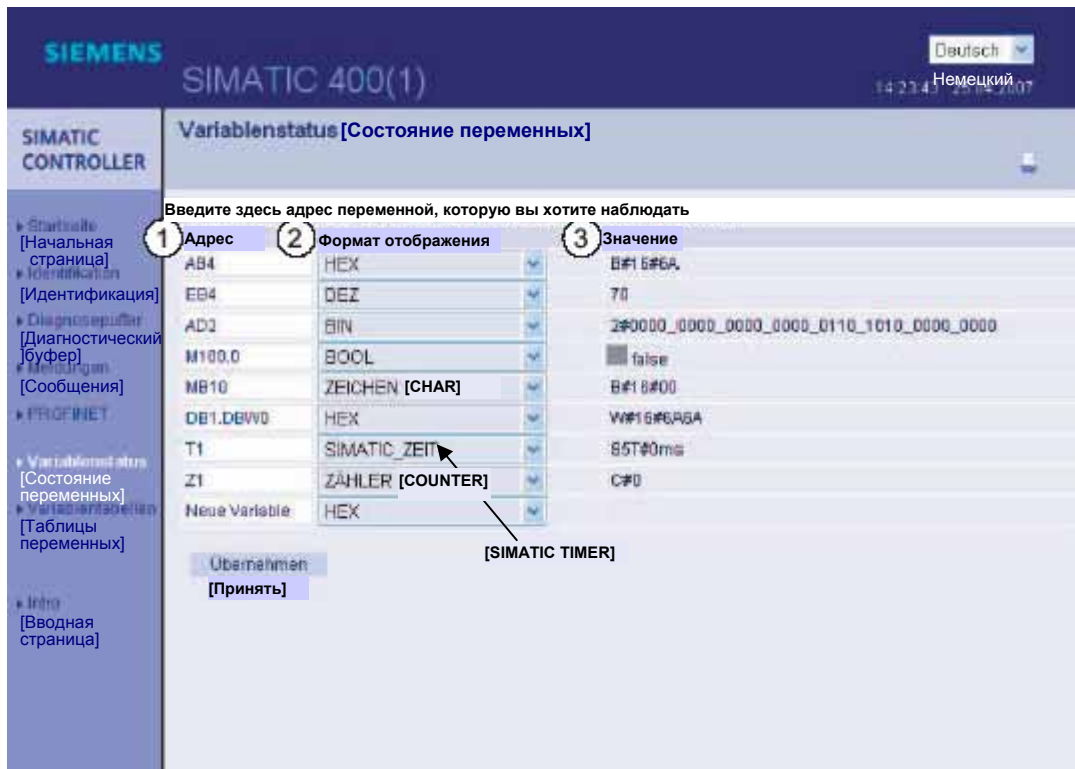 SIEMENS
SIMATIC 400(1)
Deutsch
Немецкий
SIMATIC
CONTROLLER
Variablenstatus [Состояние переменных]
Введите здесь адрес переменной, которую вы хотите наблюдать
▸ Startseite
[Начальная
страница]
▸ Identifikation
[Идентификация]
▸ Diagnosepuffer
[Диагностический
]буфер]
▸ Meldungen
[Сообщения]
▸ PROFINET
▸ Variablenstatus
[Состояние
переменных]
▸ Variablentabellen
[Таблицы
переменных]
▸ Intro
[Вводная
страница]
1 Адрес 2 Формат отображения 3 Значение
AB4 HEX B#16#6A
EB4 DEZ 70
AD2 BIN 2#0000_0000_0000_0000_0110_1010_0000_0000
M100.0 BOOL false
MB10 ZEICHEN [CHAR] B#16#00
DB1.DBW0 HEX W#16#6A6A
T1 SIMATIC_ZEIT S5T#0ms
Z1 ZÄHLER [COUNTER] C#0
Neue Variable HEX
[SIMATIC TIMER]
Übernehmen
[Принять]